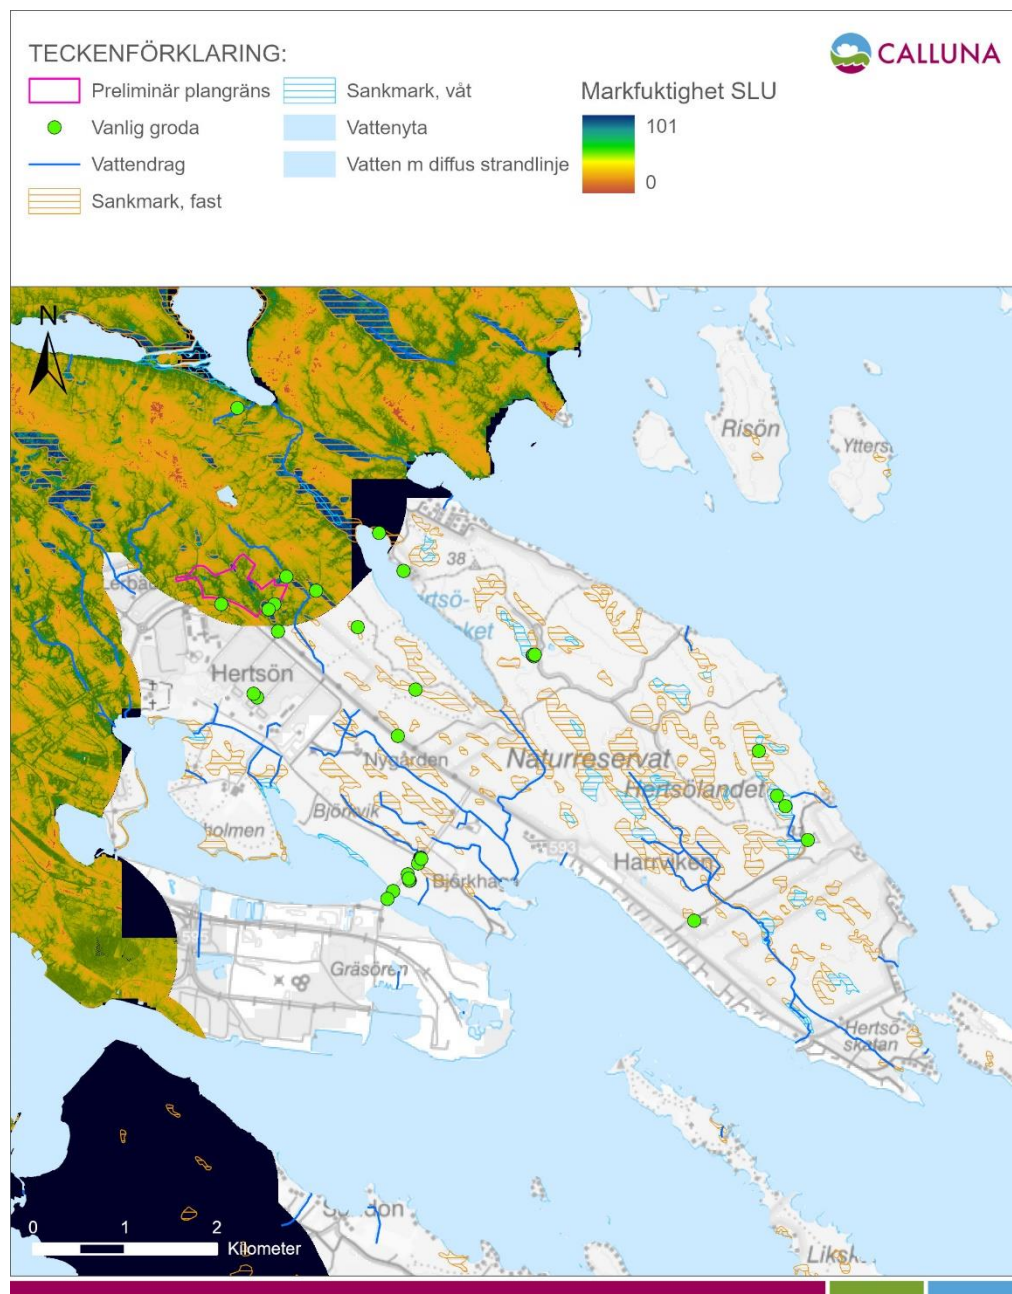 CALLUNA
TECKENFÖRKLARING:
Preliminär plangräns
Vanlig groda
Vattendrag
Sankmark, fast
Sankmark, våt
Vattenyta
Vatten m diffus strandlinje
Markfuktighet SLU
101
0
N
Risön
38
Hertsön
Nygården
Naturreservat
Hertsölandet
Björkvik
holmen
593
Harrviken
Gräsören
Hertsö-
skatan
0 1 2
Kilometer